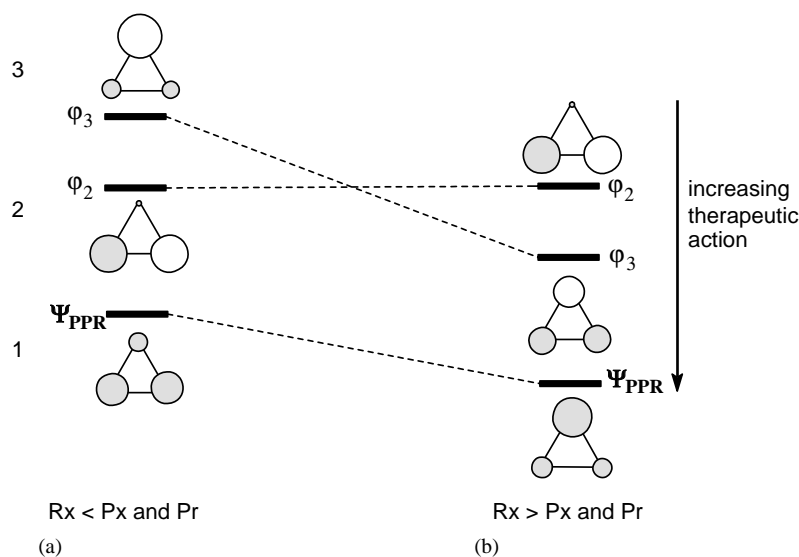 3
φ3
φ2
2
ΨPPR
1
φ2
φ3
ΨPPR
increasing
therapeutic
action
Rx < Px and Pr
Rx > Px and Pr
(a)
(b)